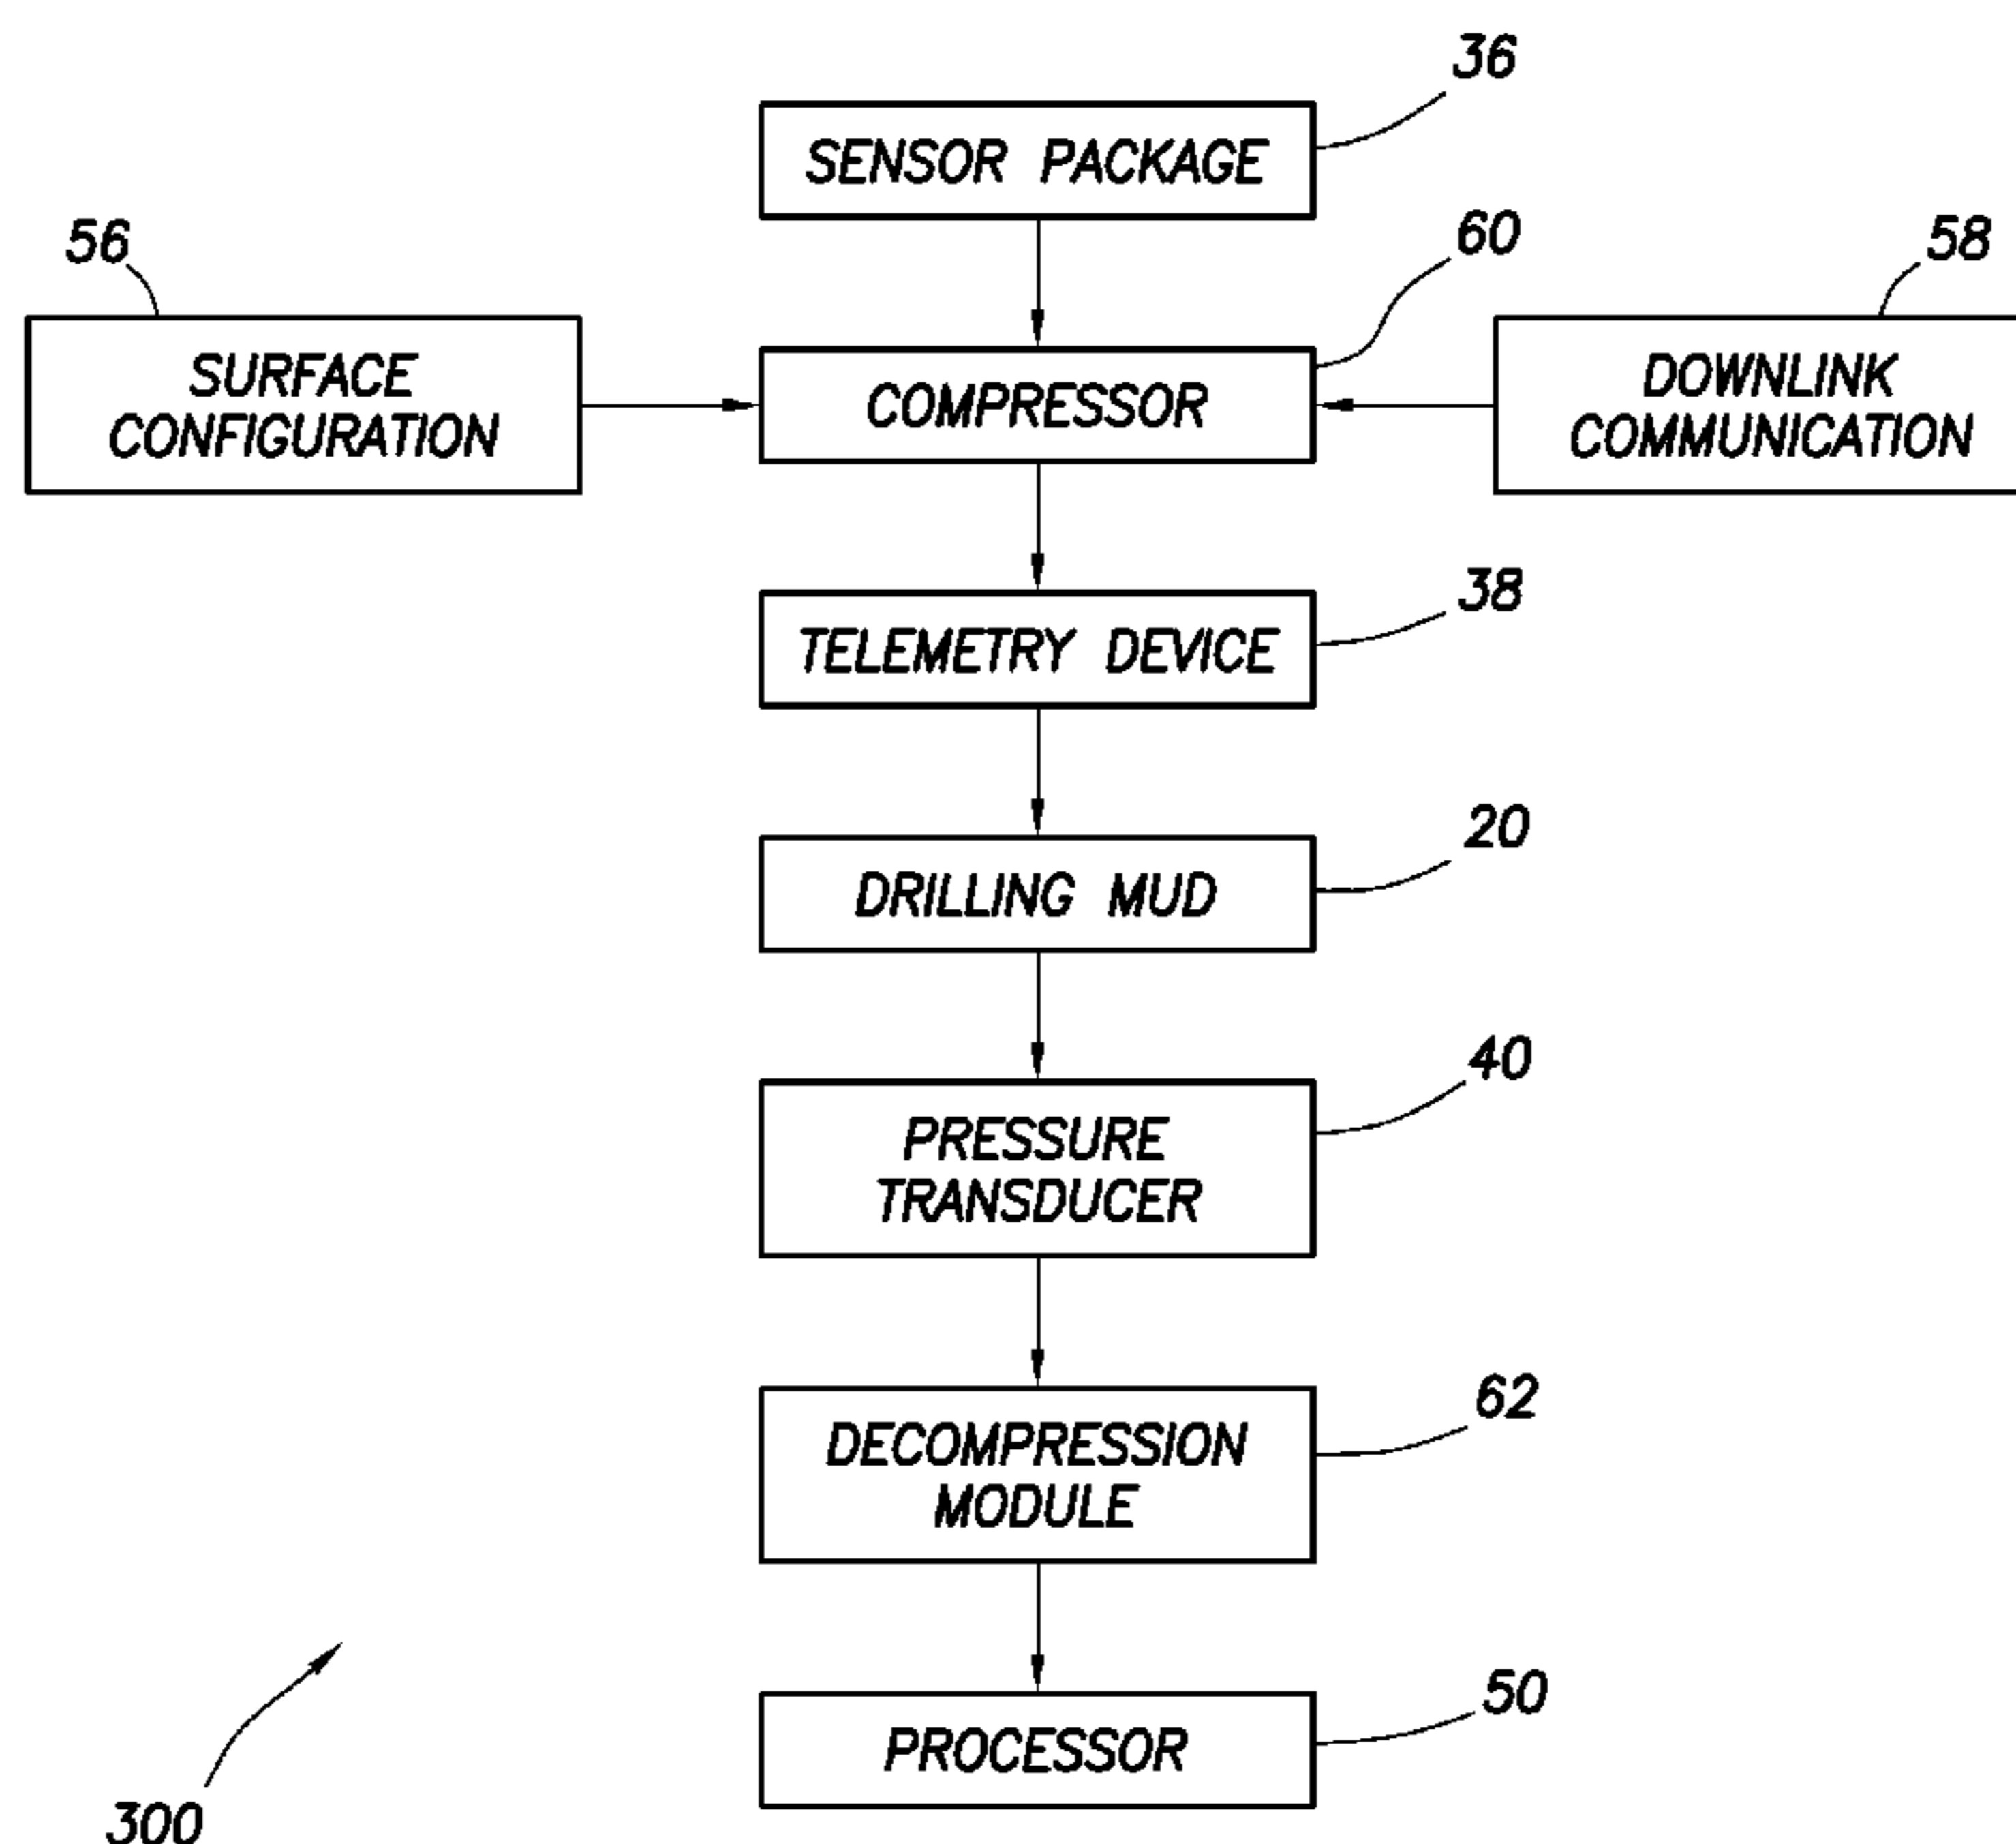 36
SENSOR PACKAGE
56
60
58
SURFACE
CONFIGURATION
COMPRESSOR
DOWNLINK
COMMUNICATION
38
TELEMETRY DEVICE
20
DRILLING MUD
40
PRESSURE
TRANSDUCER
62
DECOMPRESSION
MODULE
50
PROCESSOR
300